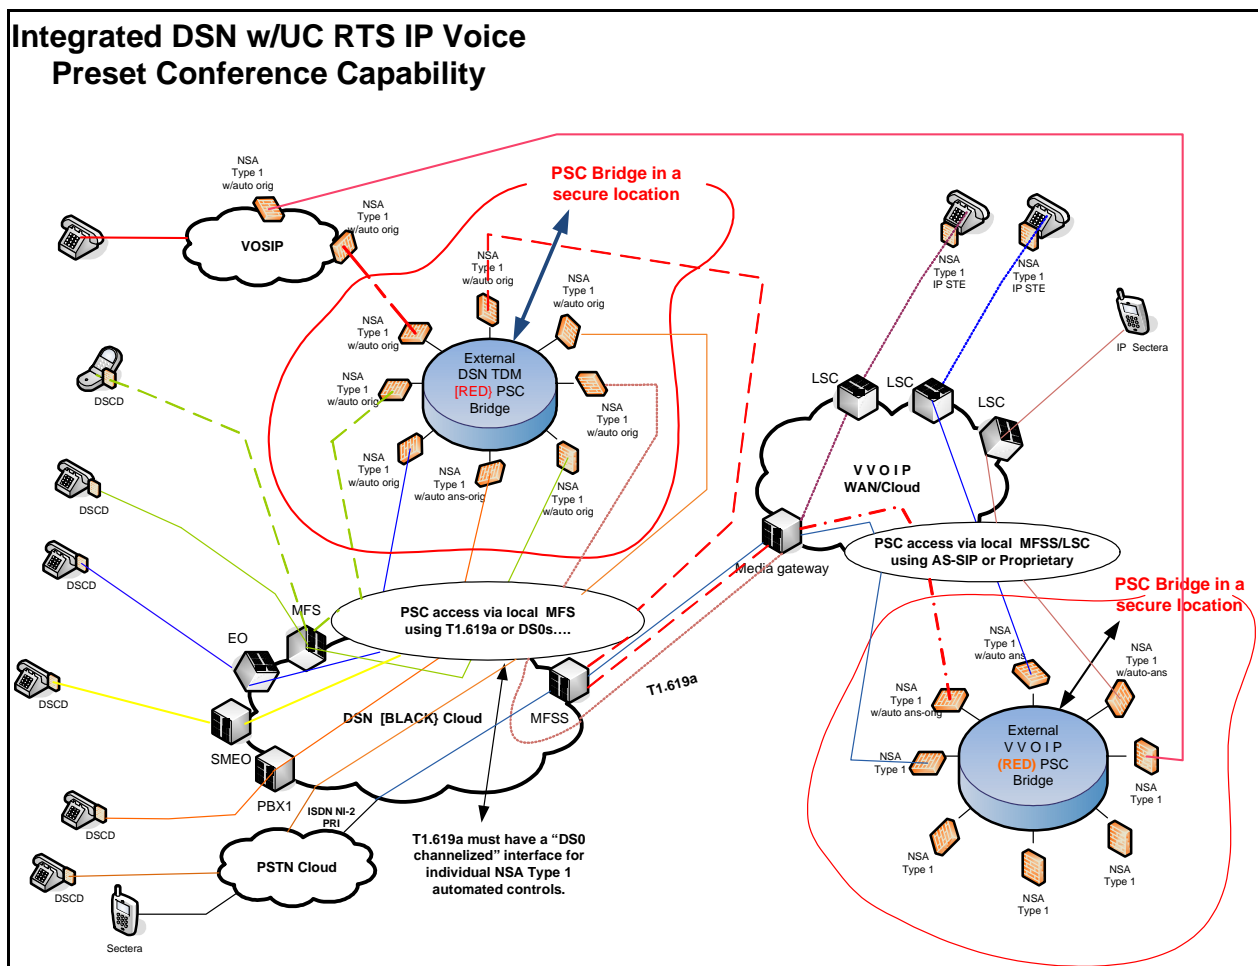 Integrated DSN w/UC RTS IP Voice
Preset Conference Capability
NSA
Type 1
w/auto orig
VOSIP
NSA
Type 1
w/auto orig
PSC Bridge in a
secure location
NSA
Type 1
w/auto orig
NSA
Type 1
w/auto orig
NSA
Type 1
w/auto orig
External
DSN TDM
[RED} PSC
Bridge
NSA
Type 1
w/auto orig
NSA
Type 1
w/auto orig
NSA
Type 1
w/auto orig
NSA
Type 1
w/auto ans-orig
NSA
Type 1
w/auto orig
NSA
Type 1
IP STE
NSA
Type 1
IP STE
IP Sectera
LSC
LSC
LSC
V V O I P
WAN/Cloud
Media gateway
PSC access via local MFSS/LSC
using AS-SIP or Proprietary
PSC Bridge in a
secure location
DSCD
DSCD
DSCD
DSCD
DSCD
DSCD
Sectera
MFS
EO
SMEO
PBX1
PSC access via local MFS
using T1.619a or DS0s....
DSN [BLACK} Cloud
MFSS
T1.619a
ISDN NI-2
PRI
PSTN Cloud
T1.619a must have a “DS0
channelized” interface for
individual NSA Type 1
automated controls.
NSA
Type 1
w/auto ans
NSA
Type 1
w/auto-ans
NSA
Type 1
w/auto ans-orig
External
V V O I P
(RED) PSC
Bridge
NSA
Type 1
NSA
Type 1
NSA
Type 1
NSA
Type 1
NSA
Type 1